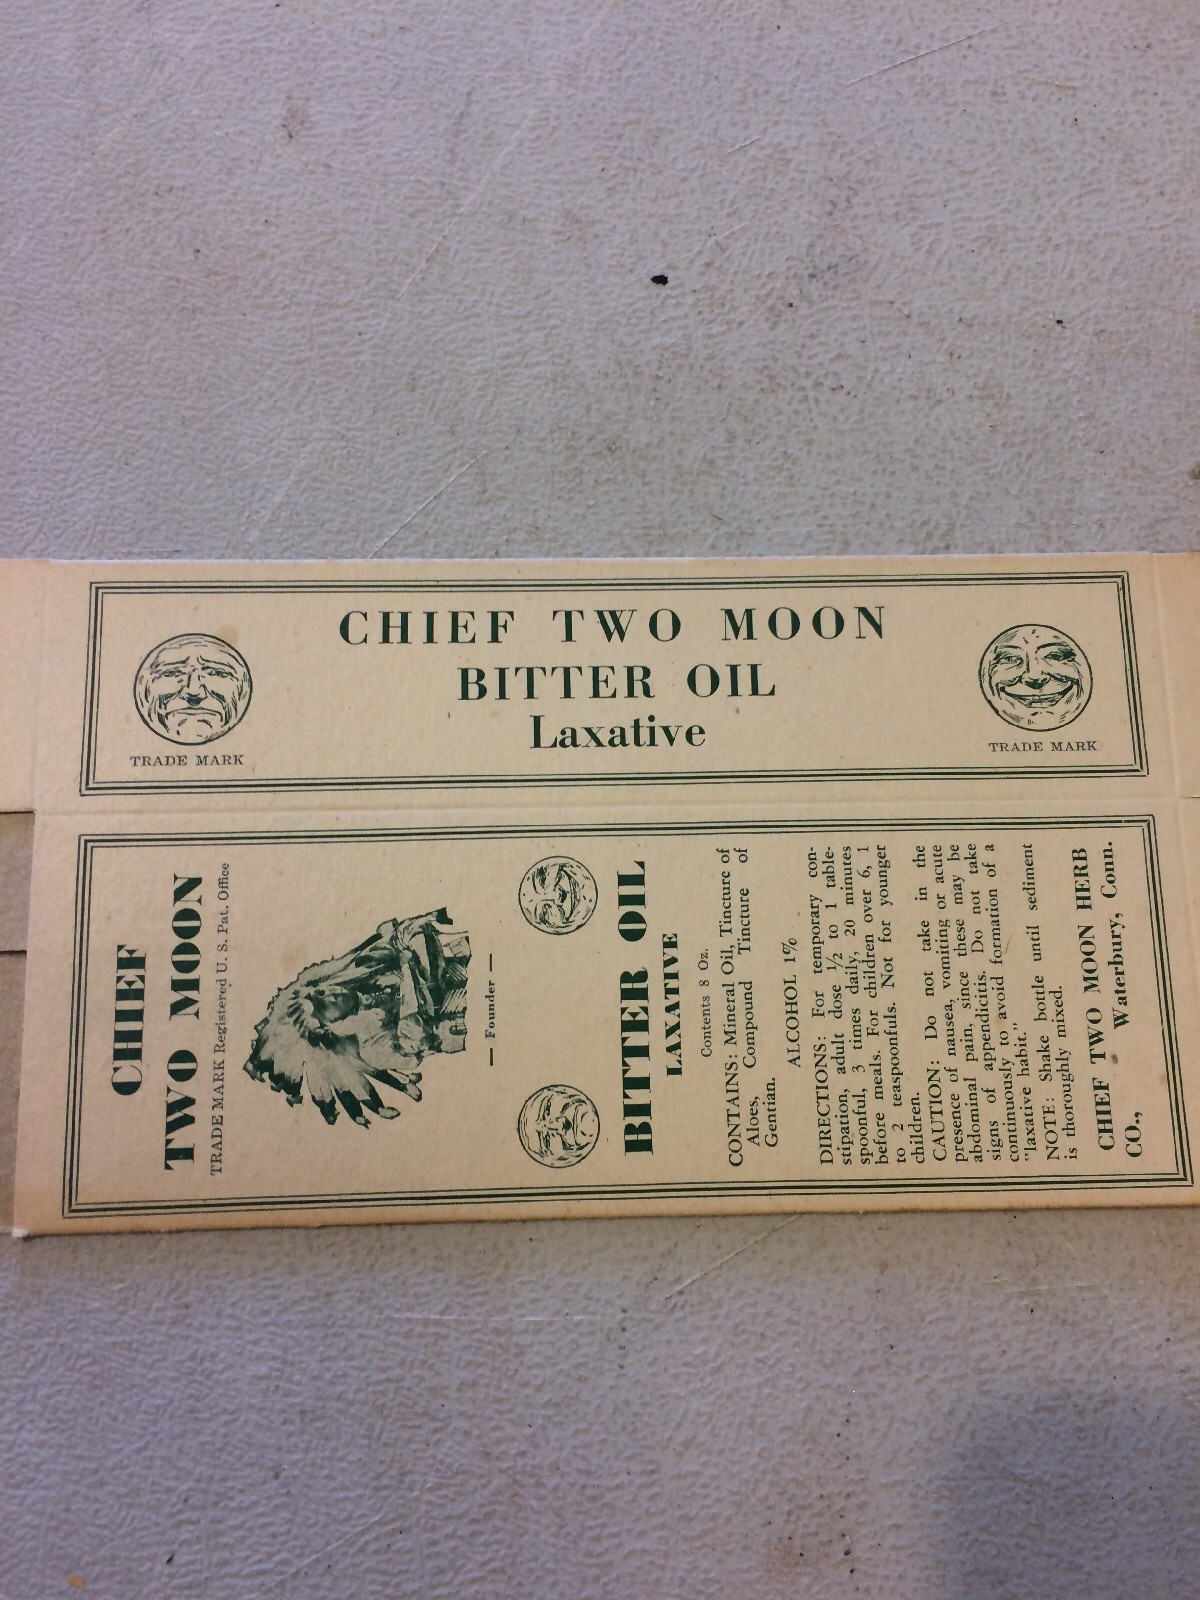 CHIEF TWO MOON
BITTER OIL
Laxative
TRADE MARK
TRADE MARK
CHIEF
TWO MOON
TRADE MARK Registered U. S. Pat. Office
— Founder —
BITTER OIL
LAXATIVE
Contents 8 Oz.
CONTAINS: Mineral Oil, Tincture of
Aloes, Compound Tincture of
Gentian.
ALCOHOL 1%
DIRECTIONS: For temporary con-
stipation, adult dose 1/2 to 1 table-
spoonful, 3 times daily, 20 minutes
before meals. For children over 6, 1
to 2 teaspoonfuls. Not for younger
children.
CAUTION: Do not take in the
presence of nausea, vomiting or acute
abdominal pain, since these may be
signs of appendicitis. Do not take
continuously to avoid formation of a
"laxative habit."
NOTE: Shake bottle until sediment
is thoroughly mixed.
CHIEF TWO MOON HERB
CO., Waterbury, Conn.